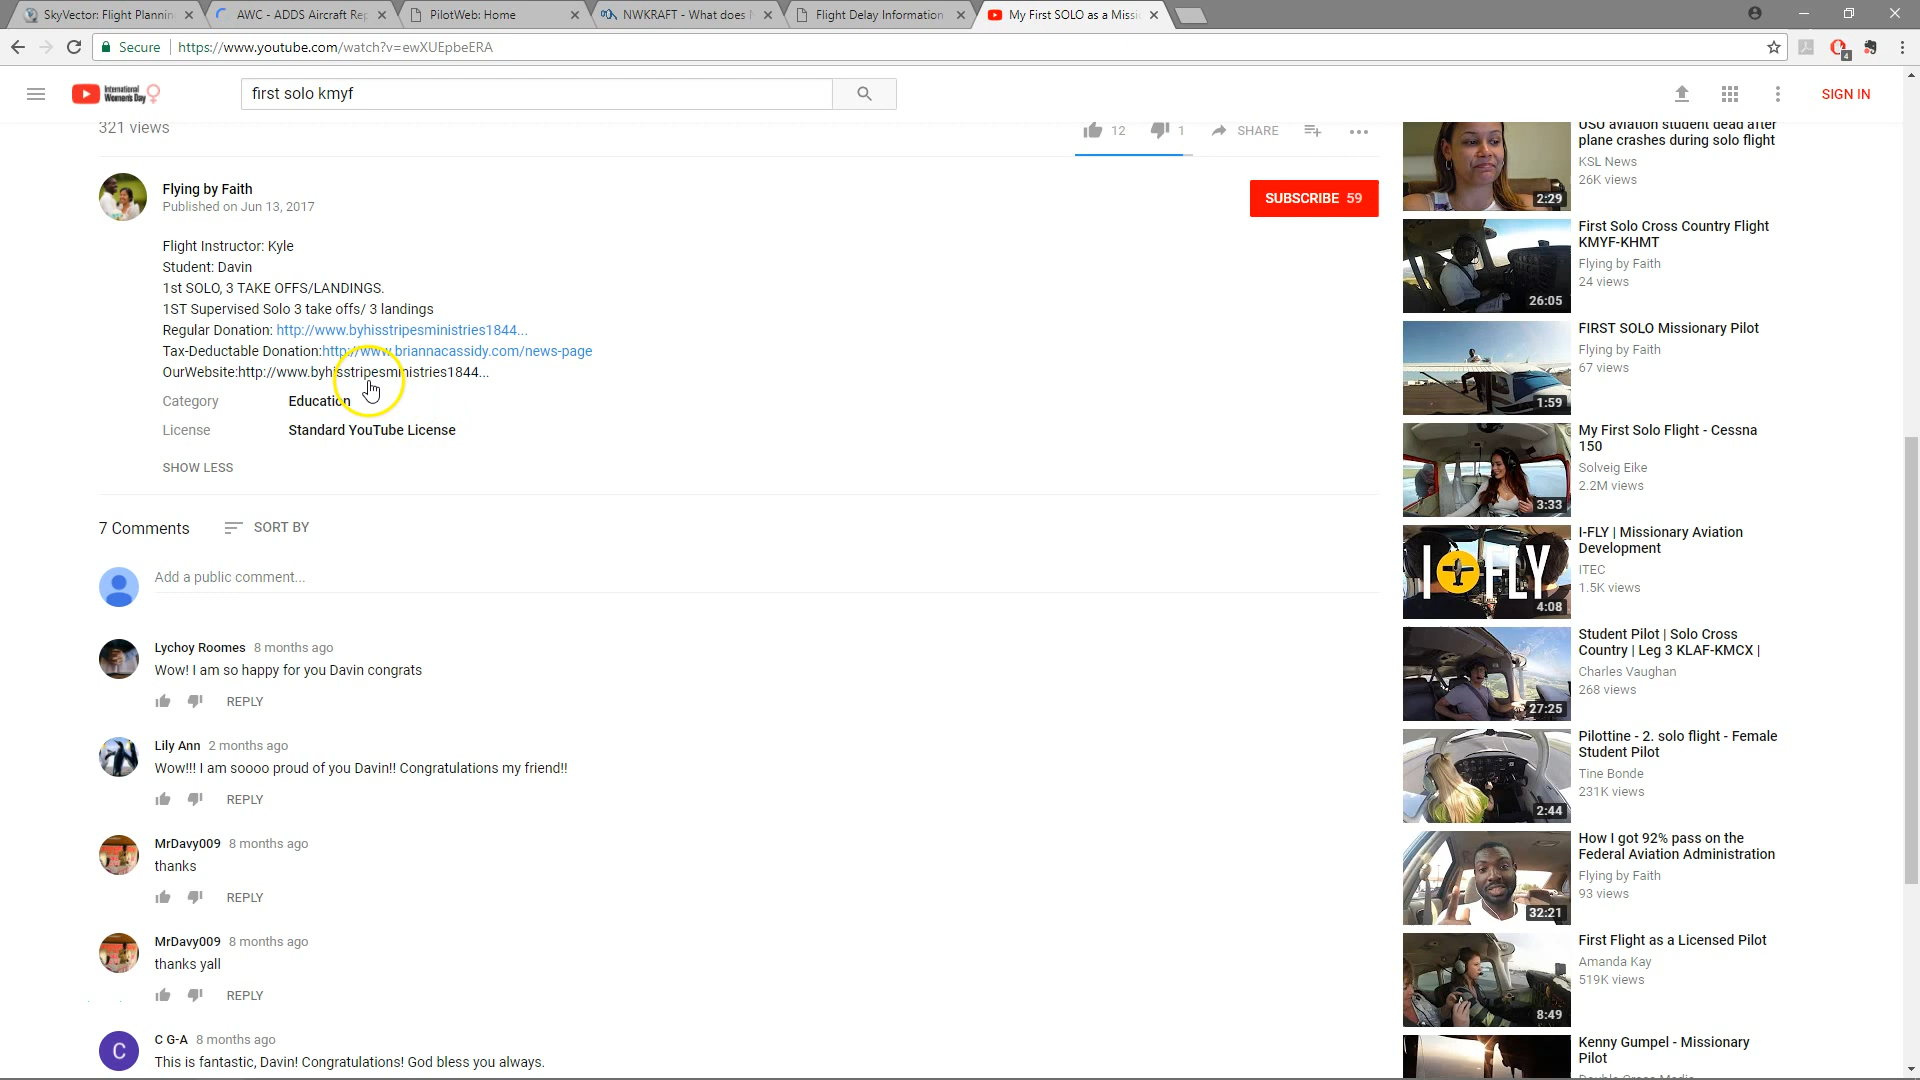 SkyVector: Flight Plannin
AWC - ADDS Aircraft Re
PilotWeb: Home
NWKRAFT - What does
Flight Delay Information
My First SOLO as a Missi
Secure
https://www.youtube.com/watch?v=ewXUEpbeERA
4
International
Women's Day
first solo kmyf
SIGN IN
321 views
12
1
SHARE
Flying by Faith
Published on Jun 13, 2017
SUBSCRIBE 59
Flight Instructor: Kyle
Student: Davin
1st SOLO, 3 TAKE OFFS/LANDINGS.
1ST Supervised Solo 3 take offs/ 3 landings
Regular Donation: http://www.byhisstripesministries1844...
Tax-Deductable Donation:http://www.briannacassidy.com/news-page
OurWebsite:http://www.byhisstripesministries1844...
Category
Education
License
Standard YouTube License
SHOW LESS
7 Comments
SORT BY
Add a public comment...
Lychoy Roomes 8 months ago
Wow! I am so happy for you Davin congrats
REPLY
Lily Ann 2 months ago
Wow!!! I am soooo proud of you Davin!! Congratulations my friend!!
REPLY
MrDavy009 8 months ago
thanks
REPLY
MrDavy009 8 months ago
thanks yall
REPLY
C
C G-A 8 months ago
This is fantastic, Davin! Congratulations! God bless you always.
USU aviation student dead after
plane crashes during solo flight
KSL News
26K views
2:29
First Solo Cross Country Flight
KMYF-KHMT
Flying by Faith
24 views
26:05
FIRST SOLO Missionary Pilot
Flying by Faith
67 views
1:59
My First Solo Flight - Cessna
150
Solveig Eike
2.2M views
3:33
I-FLY | Missionary Aviation
Development
ITEC
1.5K views
I FLY
4:08
Student Pilot | Solo Cross
Country | Leg 3 KLAF-KMCX |
Charles Vaughan
268 views
27:25
Pilottine - 2. solo flight - Female
Student Pilot
Tine Bonde
231K views
2:44
How I got 92% pass on the
Federal Aviation Administration
Flying by Faith
93 views
32:21
First Flight as a Licensed Pilot
Amanda Kay
519K views
8:49
Kenny Gumpel - Missionary
Pilot